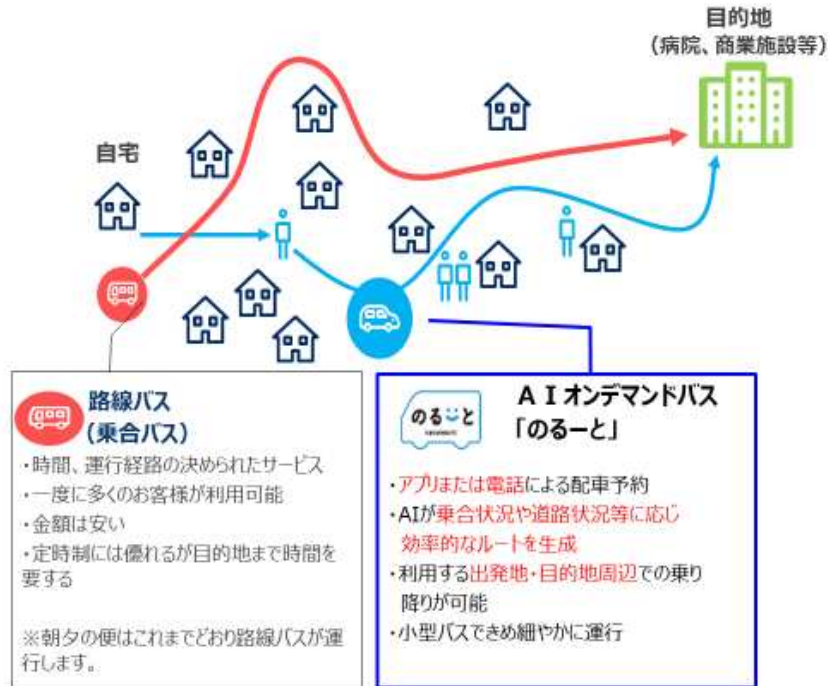 目的地
（病院、商業施設等）
自宅
路線バス
（乗合バス）
・時間、運行経路の決められたサービス
・一度に多くのお客様が利用可能
・金額は安い
・定時制には優れるが目的地まで時間を
要する
※朝夕の便はこれまでどおり路線バスが運
行します。
のるーと
ＡＩオンデマンドバス
「のるーと」
・アプリまたは電話による配車予約
・AIが乗合状況や道路状況等に応じ
効率的なルートを生成
・利用する出発地・目的地周辺での乗り
降りが可能
・小型バスできめ細やかに運行